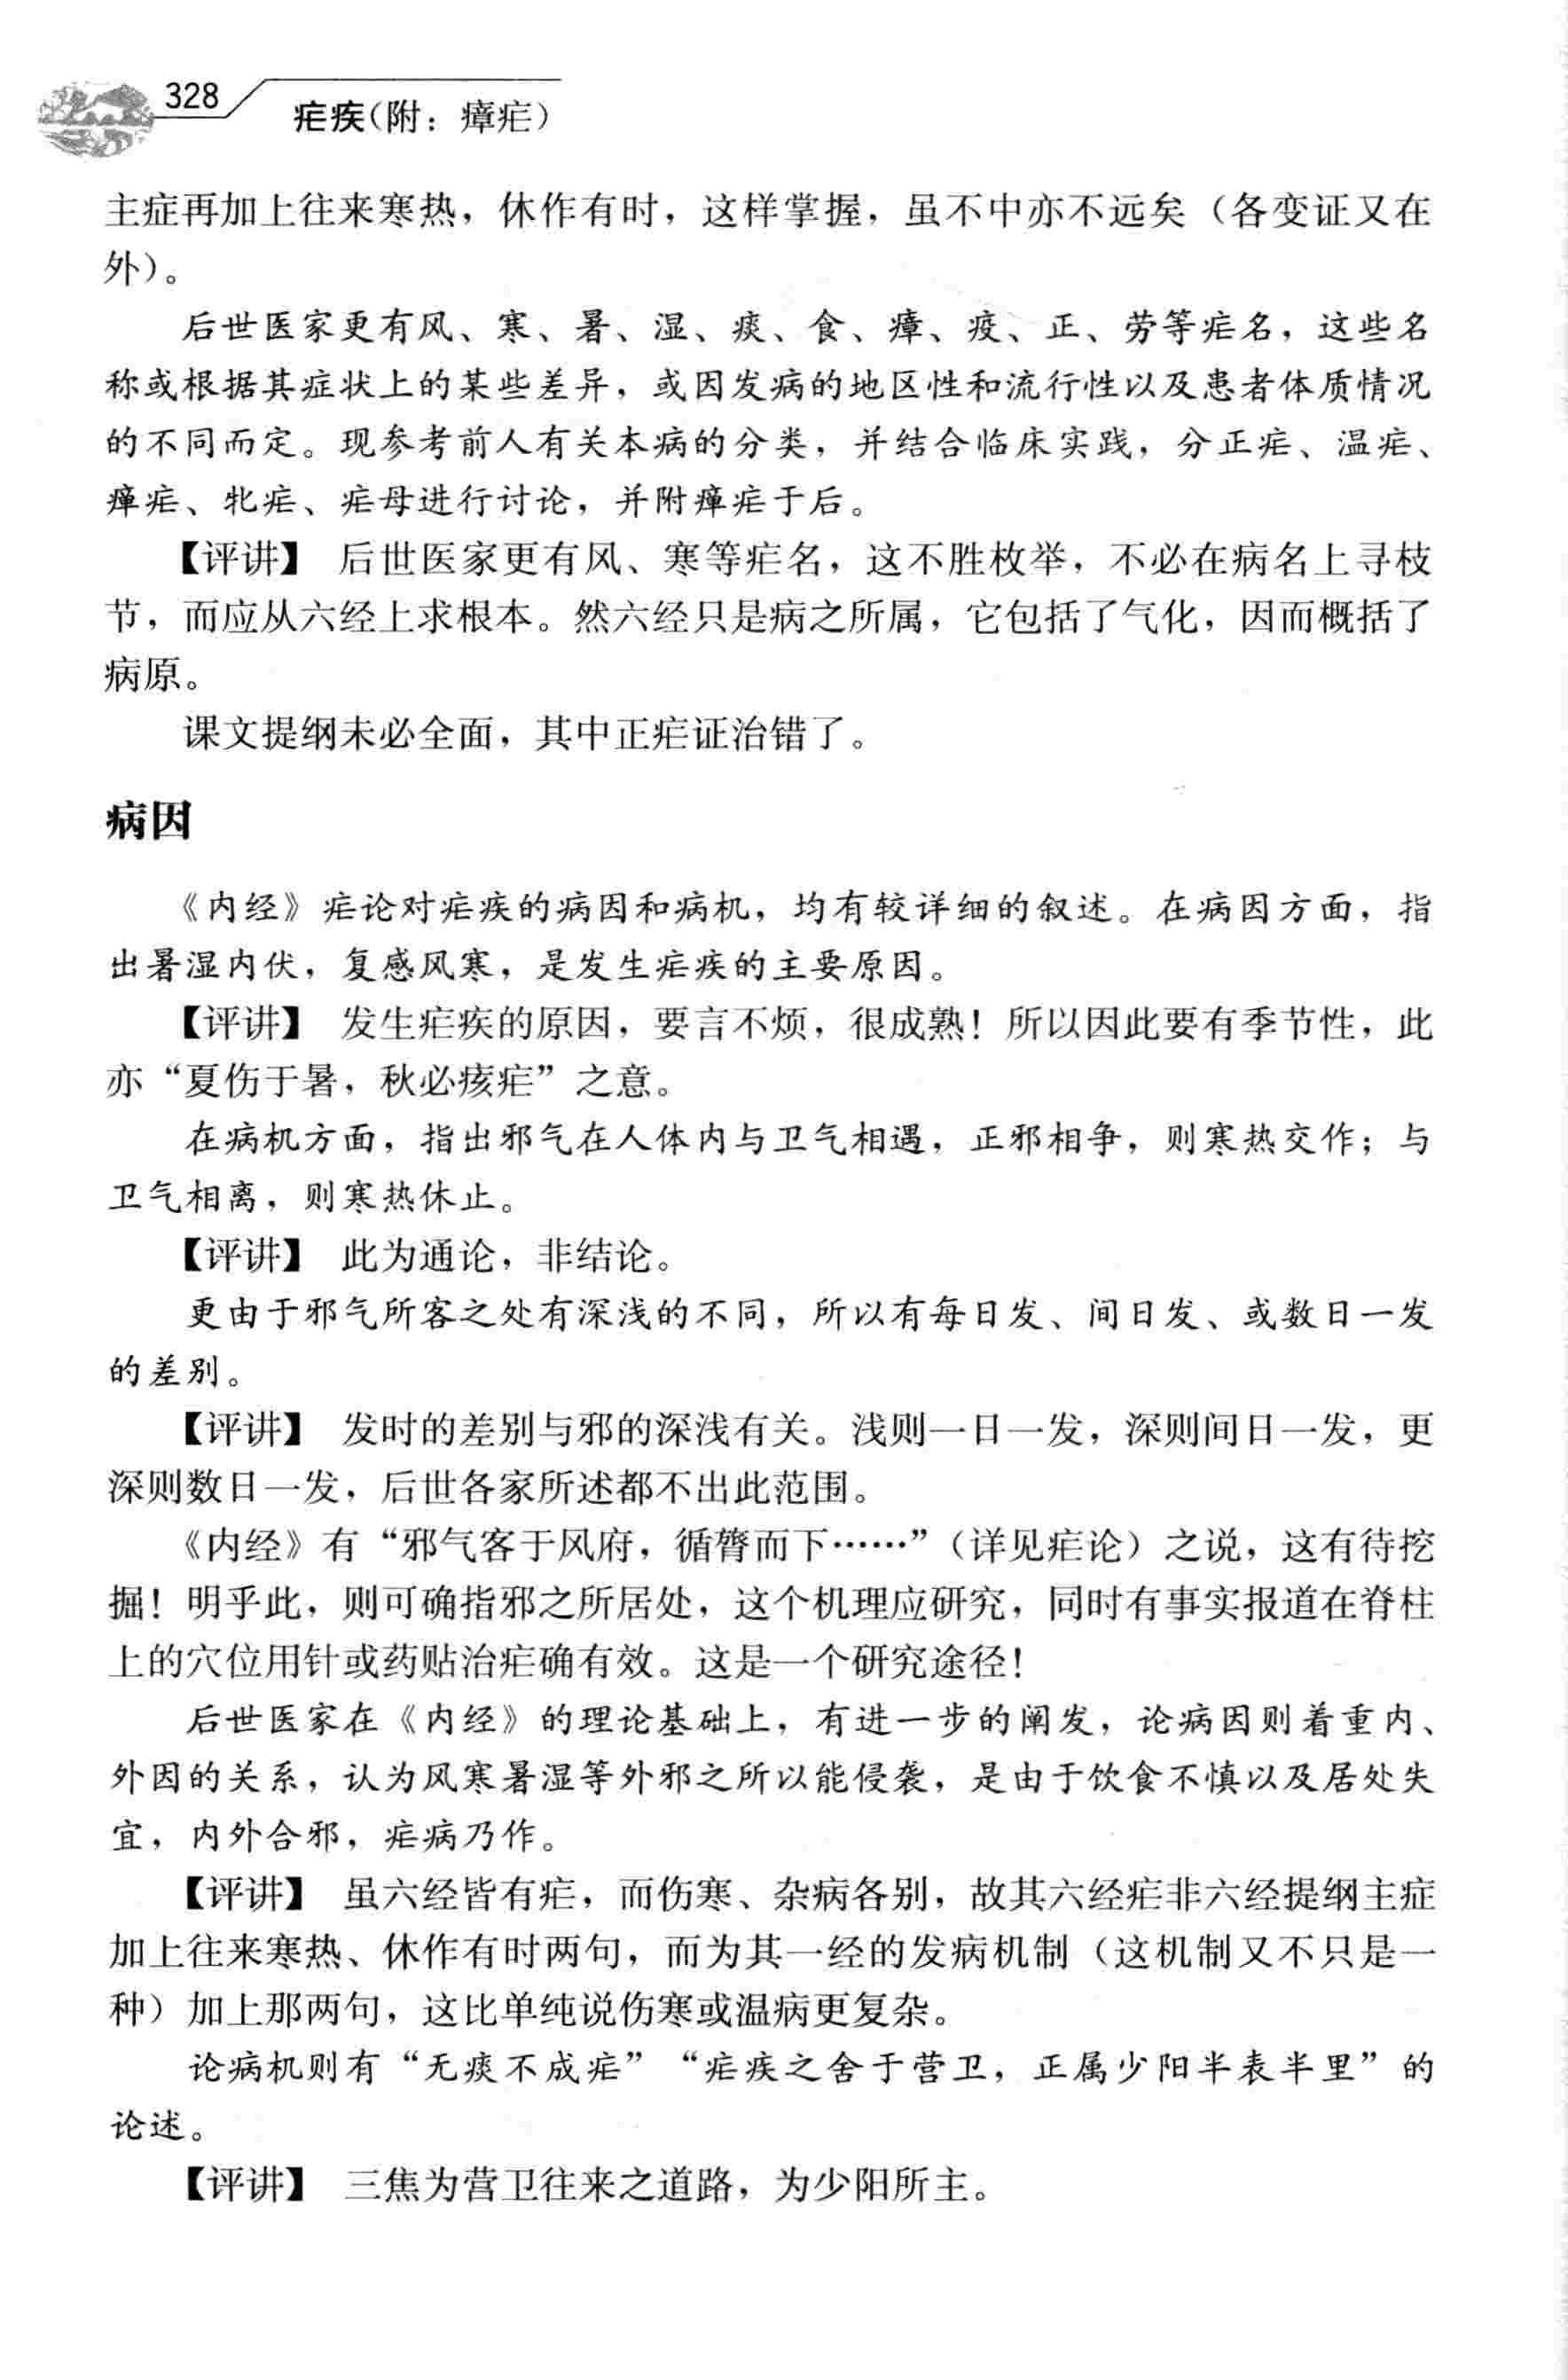 328
疟疾(附：瘴疟)
主症再加上往来寒热，休作有时，这样掌握，虽不中亦不远矣（各变证又在
外）。
后世医家更有风、寒、暑、湿、痰、食、瘴、疫、正、劳等疟名，这些名
称或根据其症状上的某些差异，或因发病的地区性和流行性以及患者体质情况
的不同而定。现参考前人有关本病的分类，并结合临床实践，分正疟、温疟、
瘅疟、牝疟、疟母进行讨论，并附瘅疟于后。
【评讲】 后世医家更有风、寒等疟名，这不胜枚举，不必在病名上寻枝
节，而应从六经上求根本。然六经只是病之所属，它包括了气化，因而概括了
病原。
课文提纲未必全面，其中正疟证治错了。
病因
《内经》疟论对疟疾的病因和病机，均有较详细的叙述。在病因方面，指
出暑湿内伏，复感风寒，是发生疟疾的主要原因。
【评讲】 发生疟疾的原因，要言不烦，很成熟！所以因此要有季节性，此
亦“夏伤于暑，秋必痎疟”之意。
在病机方面，指出邪气在人体内与卫气相遇，正邪相争，则寒热交作；与
卫气相离，则寒热休止。
【评讲】 此为通论，非结论。
更由于邪气所客之处有深浅的不同，所以有每日发、间日发、或数日一发
的差别。
【评讲】 发时的差别与邪的深浅有关。浅则一日一发，深则间日一发，更
深则数日一发，后世各家所述都不出此范围。
《内经》有“邪气客于风府，循膂而下……”（详见疟论）之说，这有待挖
掘！明乎此，则可确指邪之所居处，这个机理应研究，同时有事实报道在脊柱
上的穴位用针或药贴治疟确有效。这是一个研究途径！
后世医家在《内经》的理论基础上，有进一步的阐发，论病因则着重内、
外因的关系，认为风寒暑湿等外邪之所以能侵袭，是由于饮食不慎以及居处失
宜，内外合邪，疟病乃作。
【评讲】 虽六经皆有疟，而伤寒、杂病各别，故其六经疟非六经提纲主症
加上往来寒热、休作有时两句，而为其一经的发病机制（这机制又不只是一
种）加上那两句，这比单纯说伤寒或温病更复杂。
论病机则有“无痰不成疟”“疟疾之舍于营卫，正属少阳半表半里”的
论述。
【评讲】 三焦为营卫往来之道路，为少阳所主。